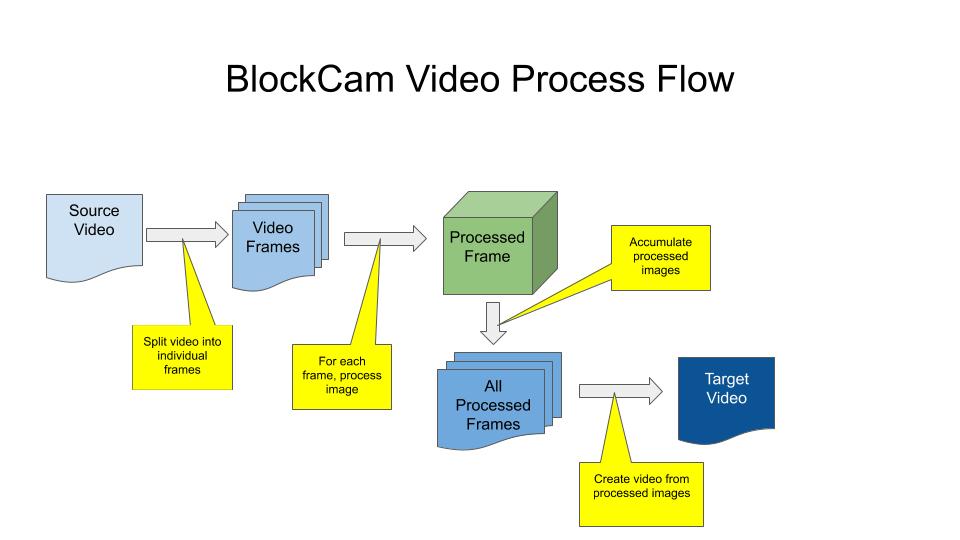 BlockCam Video Process Flow
Source
Video
Video
Frames
Processed
Frame
Accumulate
processed
images
Split video into
individual
frames
For each
frame, process
image
All
Processed
Frames
Target
Video
Create video from
processed images